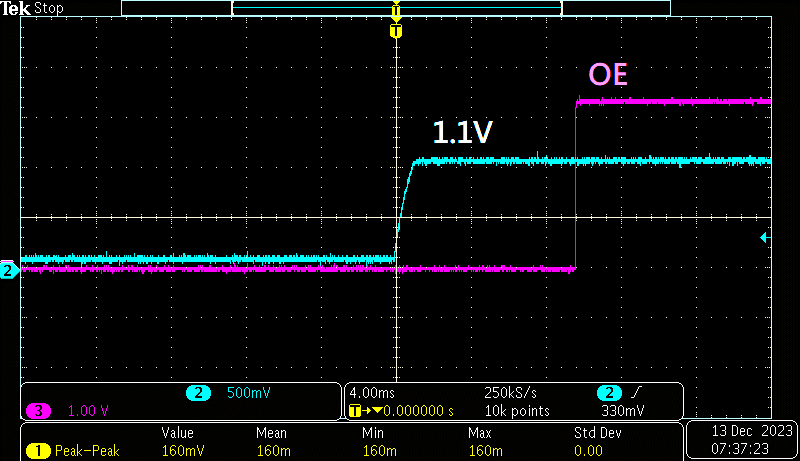 Tek Stop
T
T
OE
1.1V
2
2 500mV
3 1.00 V
4.00ms 250kS/s 2
T→▼0.000000 s 10k points 330mV
Value Mean Min Max Std Dev
1 Peak-Peak 160mV 160m 160m 160m 0.00
13 Dec 2023
07:37:23